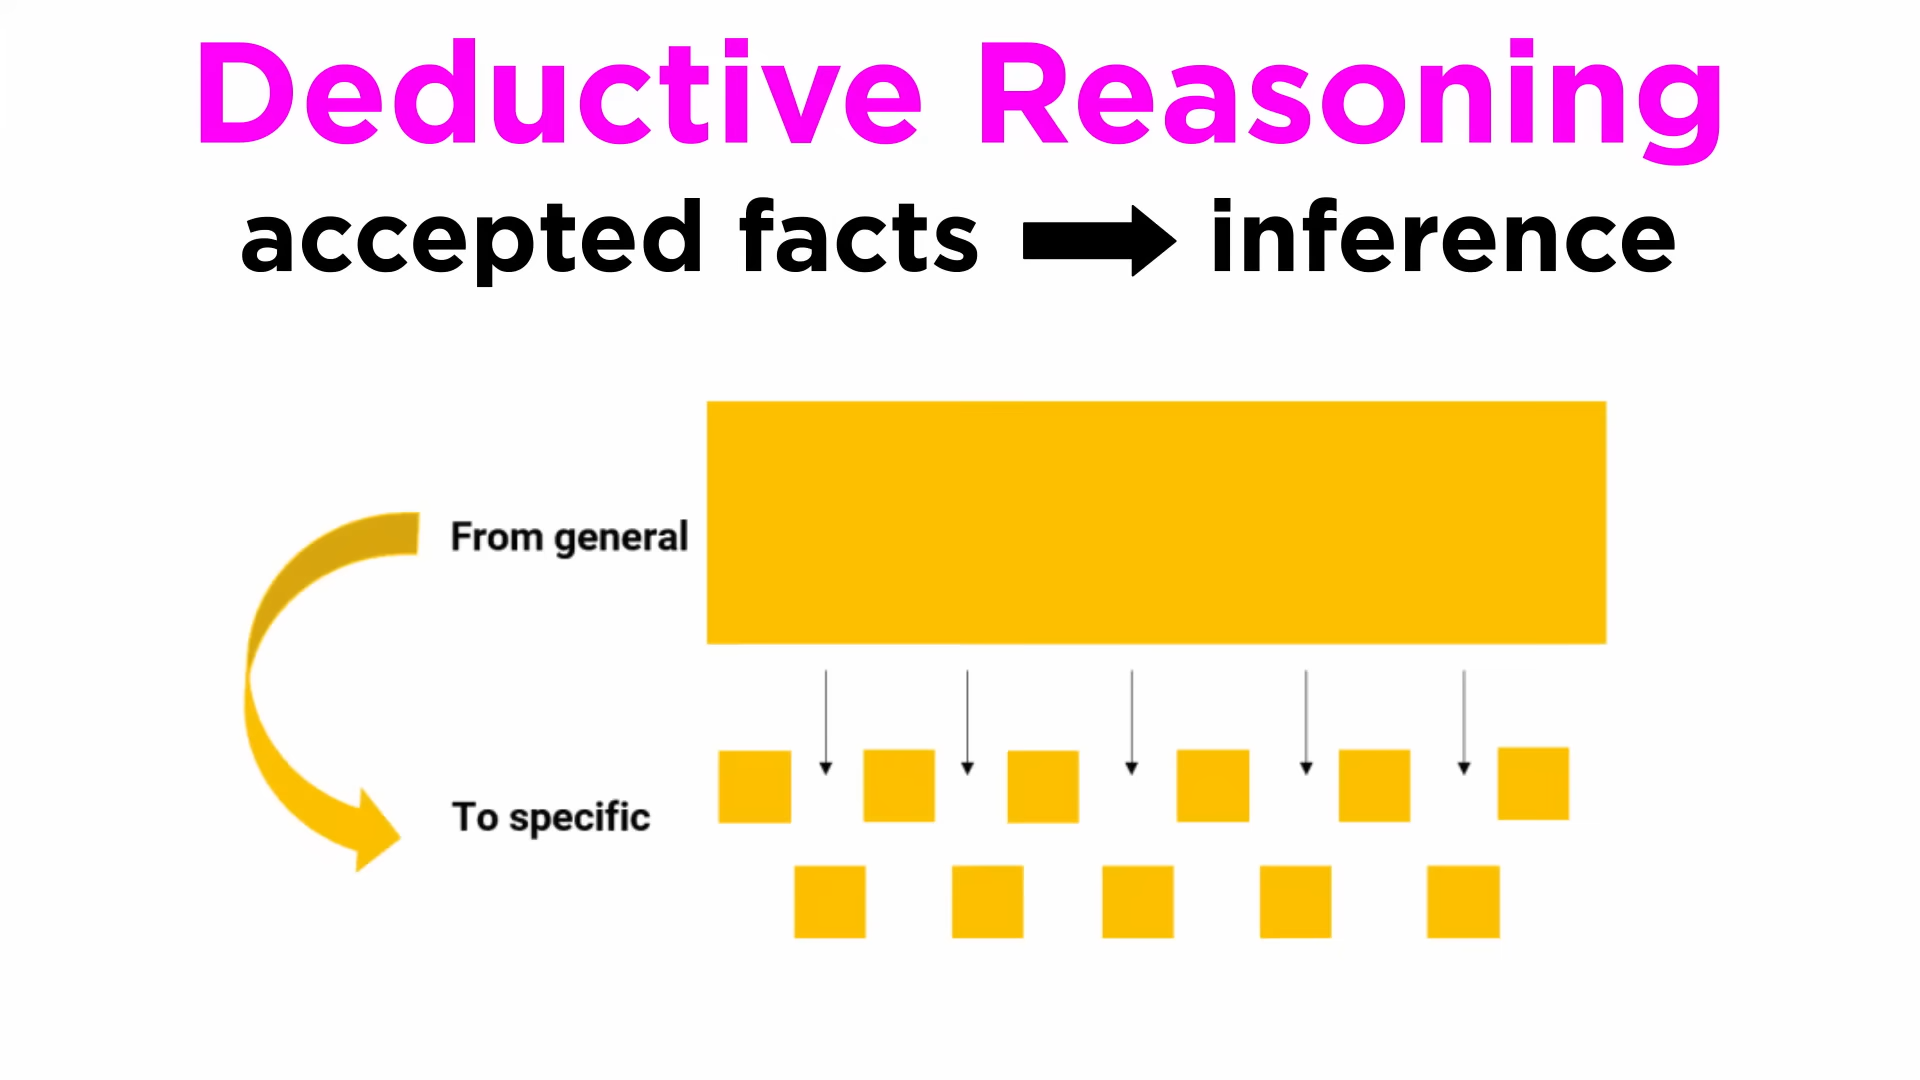 Deductive Reasoning
accepted facts inference
From general
To specific